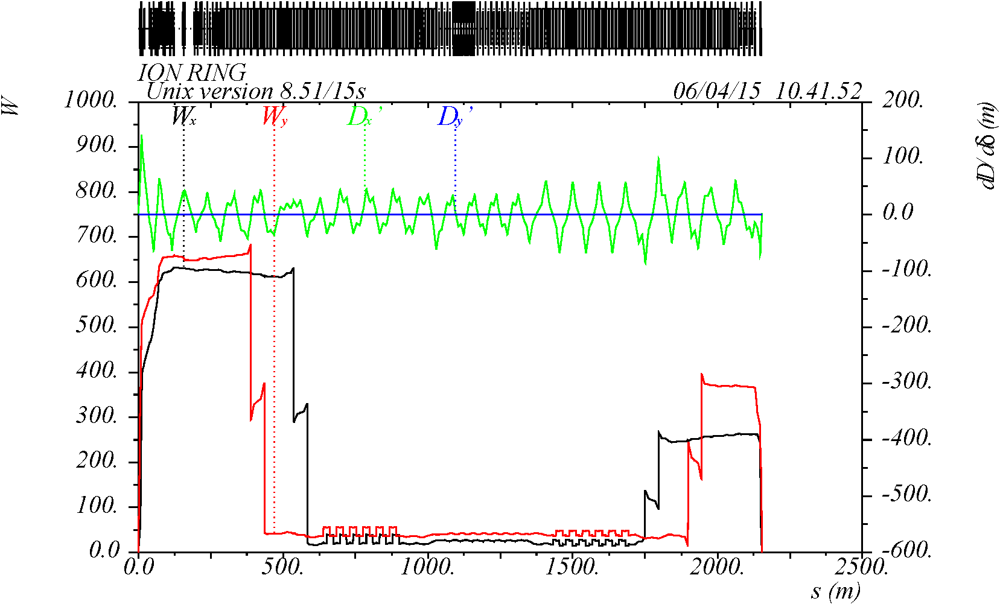 ION RING
Unix version 8.51/15s 06/04/15 10.41.52
W
dD/dδ (m)
Wx Wy Dx’ Dy’
1000.
900.
800.
700.
600.
500.
400.
300.
200.
100.
0.0
200.
100.
0.0
-100.
-200.
-300.
-400.
-500.
-600.
0.0 500. 1000. 1500. 2000. 2500.
s (m)